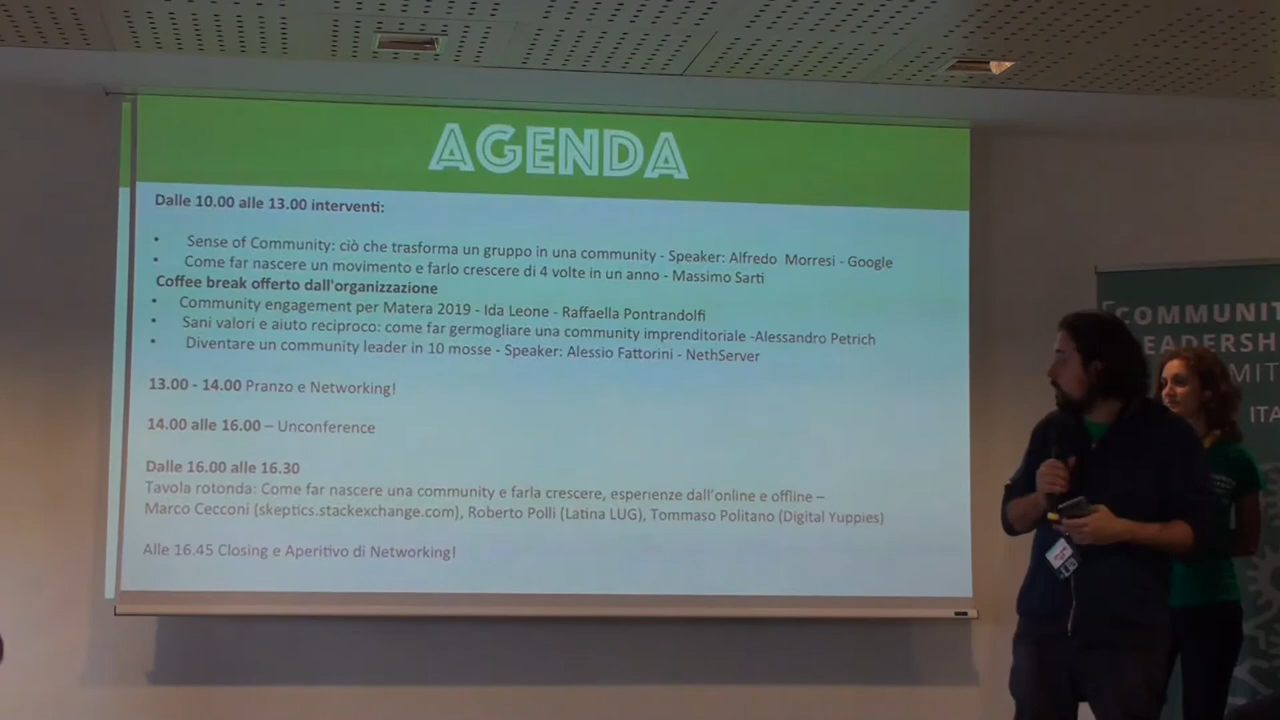 AGENDA
Dalle 10.00 alle 13.00 interventi:
• Sense of Community: ciò che trasforma un gruppo in una community - Speaker: Alfredo Morresi - Google
• Come far nascere un movimento e farlo crescere di 4 volte in un anno - Massimo Sarti
Coffee break offerto dall'organizzazione
• Community engagement per Matera 2019 - Ida Leone - Raffaella Pontrandolfi
• Sani valori e aiuto reciproco: come far germogliare una community imprenditoriale -Alessandro Petrich
• Diventare un community leader in 10 mosse - Speaker: Alessio Fattorini - NethServer
13.00 - 14.00 Pranzo e Networking!
14.00 alle 16.00 – Unconference
Dalle 16.00 alle 16.30
Tavola rotonda: Come far nascere una community e farla crescere, esperienze dall'online e offline –
Marco Cecconi (skeptics.stackexchange.com), Roberto Polli (Latina LUG), Tommaso Politano (Digital Yuppies)
Alle 16.45 Closing e Aperitivo di Networking!
COMMUNIT
EADERSH
MIT
ITA